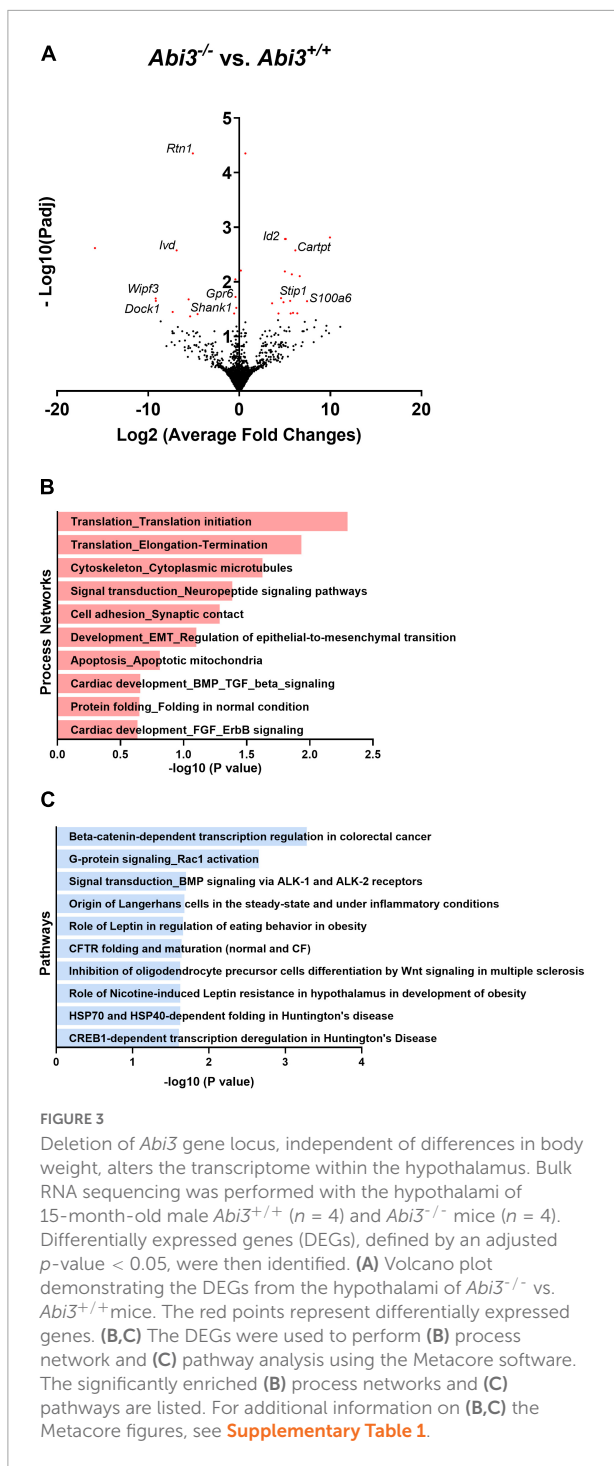 A
Abi3-/- vs. Abi3+/+
5
Rtn1
4
- Log10(Padj)
3
Id2
Ivd
Cartpt
2
Wipf3
Gpr6
Stip1
S100a6
Dock1
Shank1
1
-20 -10 0 10 20
Log2 (Average Fold Changes)
B
Process Networks
Translation_Translation initiation
Translation_Elongation-Termination
Cytoskeleton_Cytoplasmic microtubules
Signal transduction_Neuropeptide signaling pathways
Cell adhesion_Synaptic contact
Development_EMT_Regulation of epithelial-to-mesenchymal transition
Apoptosis_Apoptotic mitochondria
Cardiac development_BMP_TGF_beta_signaling
Protein folding_Folding in normal condition
Cardiac development_FGF_ErbB signaling
0.0 0.5 1.0 1.5 2.0 2.5
-log10 (P value)
C
Pathways
Beta-catenin-dependent transcription regulation in colorectal cancer
G-protein signaling_Rac1 activation
Signal transduction_BMP signaling via ALK-1 and ALK-2 receptors
Origin of Langerhans cells in the steady-state and under inflammatory conditions
Role of Leptin in regulation of eating behavior in obesity
CFTR folding and maturation (normal and CF)
Inhibition of oligodendrocyte precursor cells differentiation by Wnt signaling in multiple sclerosis
Role of Nicotine-induced Leptin resistance in hypothalamus in development of obesity
HSP70 and HSP40-dependent folding in Huntington's disease
CREB1-dependent transcription deregulation in Huntington's Disease
0 1 2 3 4
-log10 (P value)
FIGURE 3
Deletion of Abi3 gene locus, independent of differences in body
weight, alters the transcriptome within the hypothalamus. Bulk
RNA sequencing was performed with the hypothalami of
15-month-old male Abi3+/+ (n = 4) and Abi3-/- mice (n = 4).
Differentially expressed genes (DEGs), defined by an adjusted
p-value < 0.05, were then identified. (A) Volcano plot
demonstrating the DEGs from the hypothalami of Abi3-/- vs.
Abi3+/+mice. The red points represent differentially expressed
genes. (B,C) The DEGs were used to perform (B) process
network and (C) pathway analysis using the Metacore software.
The significantly enriched (B) process networks and (C)
pathways are listed. For additional information on (B,C) the
Metacore figures, see Supplementary Table 1.